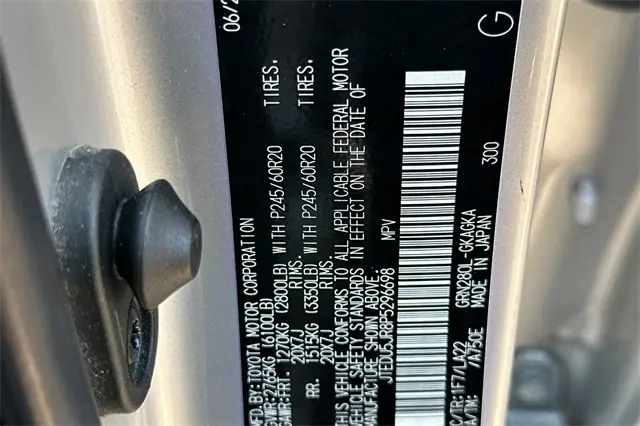 06/2
BY:TOYOTA MOTOR CORPORATION
GVWR:2765KG (6100LB)
GAWR:FRT. 1270KG (2800LB) WITH P245/60R20 TIRES.
20X7J RIMS.
RR. 1515KG (3350LB) WITH P245/60R20 TIRES.
20X7J RIMS.
THIS VEHICLE CONFORMS TO ALL APPLICABLE FEDERAL MOTOR
VEHICLE SAFETY STANDARDS IN EFFECT ON THE DATE OF
MANUFACTURE SHOWN ABOVE.
JTEDU5JR8P5296698 MPV
C/TR:1F7/LA22 GRN280L-GKAGKA
A/TM: /A750E MADE IN JAPAN
300
G